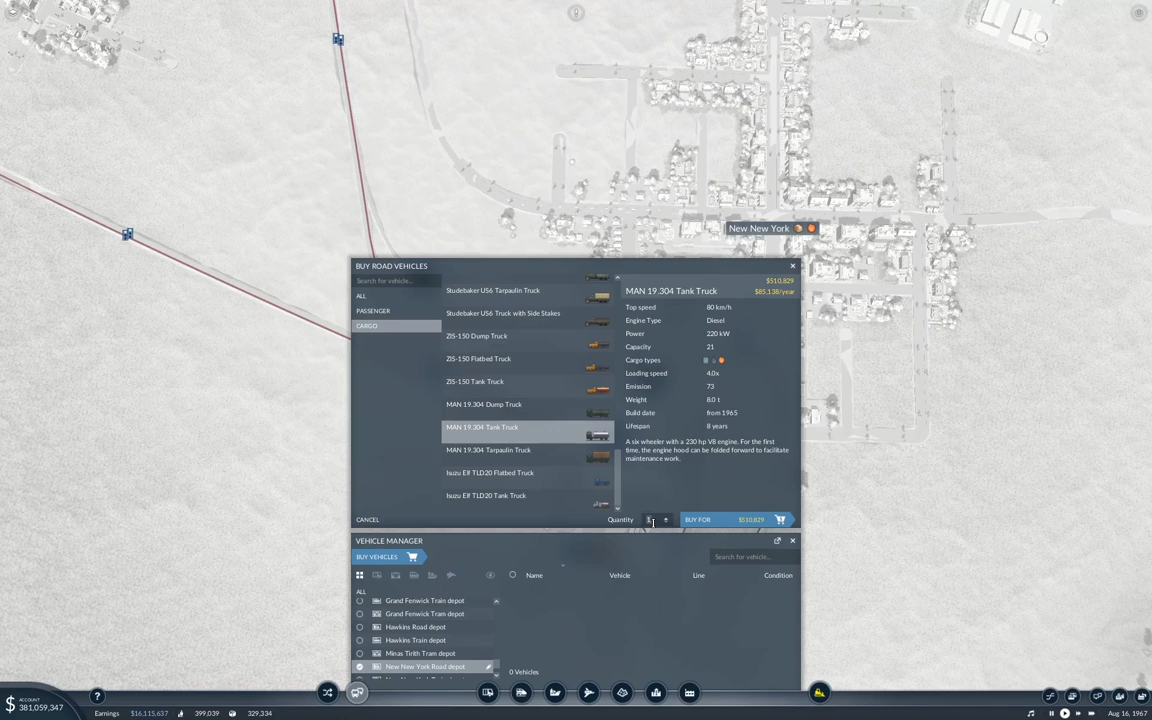 New New York
BUY ROAD VEHICLES
Search for vehicle...
ALL
PASSENGER
CARGO
Studebaker US6 Tarpaulin Truck
Studebaker US6 Truck with Side Stakes
ZIS-150 Dump Truck
ZIS-150 Flatbed Truck
ZIS-150 Tank Truck
MAN 19.304 Dump Truck
MAN 19.304 Tank Truck
MAN 19.304 Tarpaulin Truck
Isuzu Elf TLD20 Flatbed Truck
Isuzu Elf TLD20 Tank Truck
$510,829
MAN 19.304 Tank Truck $85,138/year
Top speed 80 km/h
Engine Type Diesel
Power 220 kW
Capacity 21
Cargo types
Loading speed 4.0x
Emission 73
Weight 8.0 t
Build date from 1965
Lifespan 8 years
A six wheeler with a 230 hp V8 engine. For the first
time, the engine hood can be folded forward to facilitate
maintenance work.
CANCEL
Quantity 1
BUY FOR $510,829
VEHICLE MANAGER
BUY VEHICLES
Search for vehicle...
Name Vehicle Line Condition
ALL
Grand Fenwick Train depot
Grand Fenwick Tram depot
Hawkins Road depot
Hawkins Train depot
Minas Tirith Tram depot
New New York Road depot
0 Vehicles
$ ACCOUNT
381,059,347
?
Earnings $16,115,637 399,039 329,334
Aug 16, 1967